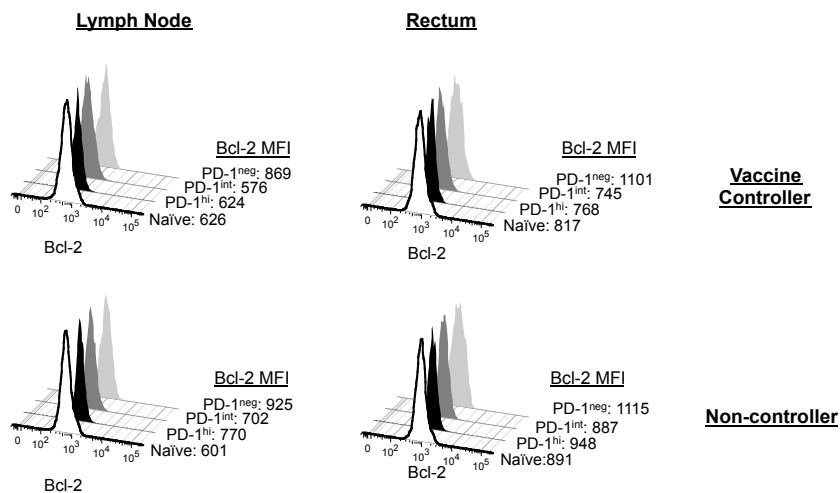 Lymph Node
Rectum
Bcl-2 MFI
PD-1neg: 869
PD-1int: 576
PD-1hi: 624
Naïve: 626
0 10² 10³ 10⁴ 10⁵
Bcl-2
Bcl-2 MFI
PD-1neg: 1101
PD-1int: 745
PD-1hi: 768
Naïve: 817
0 10² 10³ 10⁴ 10⁵
Bcl-2
Vaccine
Controller
Bcl-2 MFI
PD-1neg: 925
PD-1int: 702
PD-1hi: 770
Naïve: 601
0 10² 10³ 10⁴ 10⁵
Bcl-2
Bcl-2 MFI
PD-1neg: 1115
PD-1int: 887
PD-1hi: 948
Naïve:891
0 10² 10³ 10⁴ 10⁵
Bcl-2
Non-controller